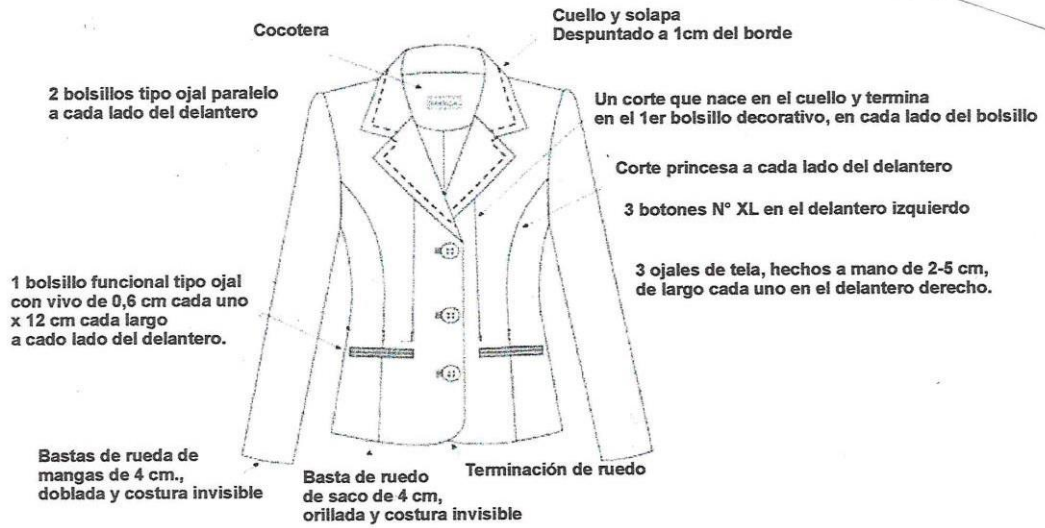 Cocotera
Cuello y solapa
Despuntado a 1cm del borde
2 bolsillos tipo ojal paralelo
a cada lado del delantero
Un corte que nace en el cuello y termina
en el 1er bolsillo decorativo, en cada lado del bolsillo
Corte princesa a cada lado del delantero
3 botones N° XL en el delantero izquierdo
1 bolsillo funcional tipo ojal
con vivo de 0,6 cm cada uno
x 12 cm cada largo
a cado lado del delantero.
3 ojales de tela, hechos a mano de 2-5 cm,
de largo cada uno en el delantero derecho.
Bastas de rueda de
mangas de 4 cm.,
doblada y costura invisible
Basta de ruedo
de saco de 4 cm,
orillada y costura invisible
Terminación de ruedo